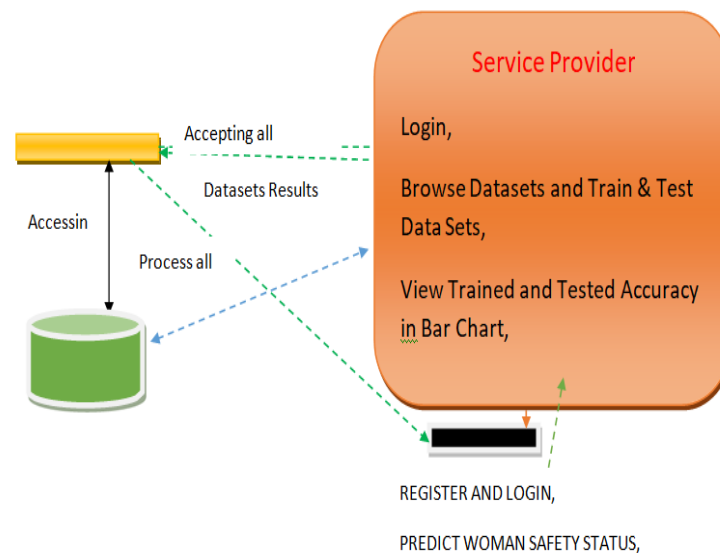 Service Provider
Login,
Browse Datasets and Train & Test
Data Sets,
View Trained and Tested Accuracy
in Bar Chart,
Accepting all
Datasets Results
Accessin
Process all
REGISTER AND LOGIN,
PREDICT WOMAN SAFETY STATUS,